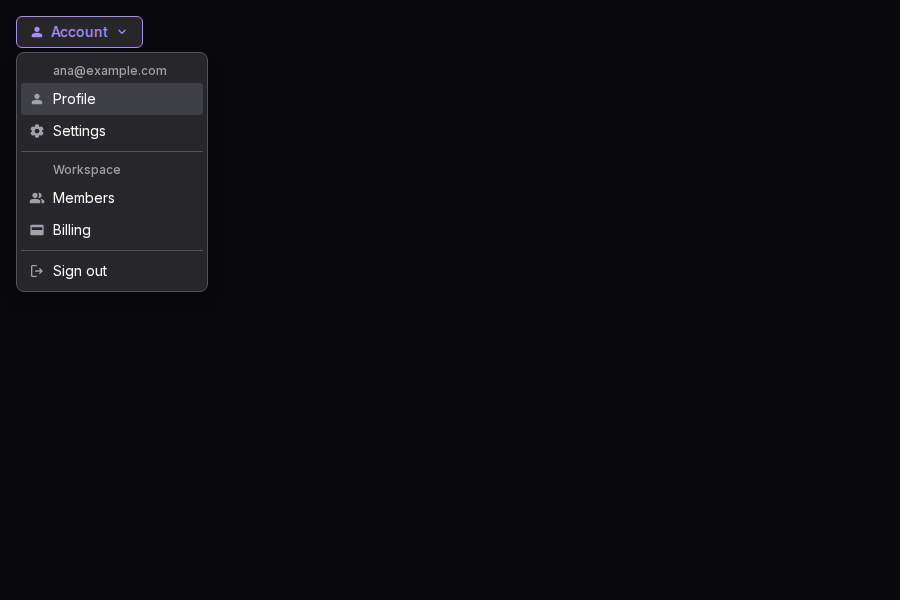 Account
ana@example.com
Profile
Settings
Workspace
Members
Billing
Sign out